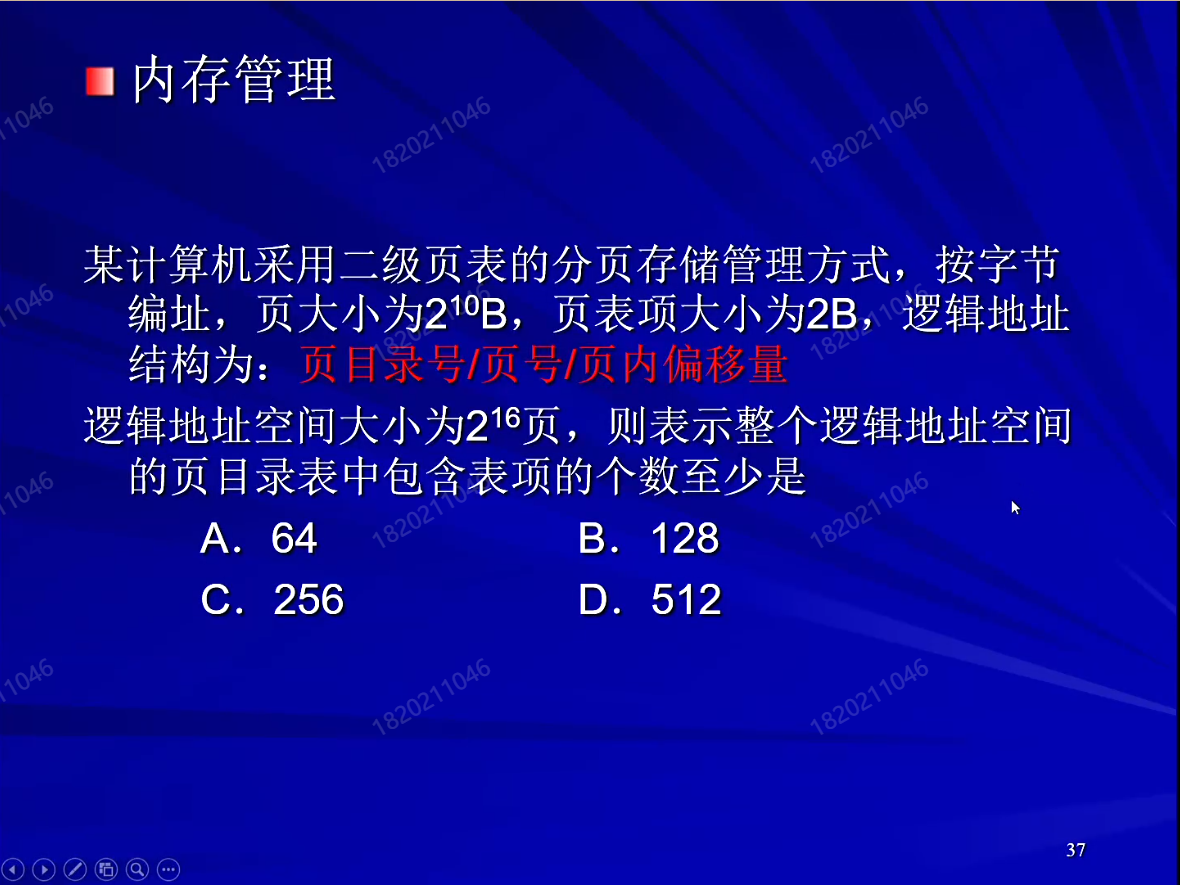 内存管理
某计算机采用二级页表的分页存储管理方式，按字节
编址，页大小为2¹⁰B，页表项大小为2B，逻辑地址
结构为：页目录号/页号/页内偏移量
逻辑地址空间大小为2¹⁶页，则表示整个逻辑地址空间
的页目录表中包含表项的个数至少是
A．64 B．128
C．256 D．512
37
1820211046